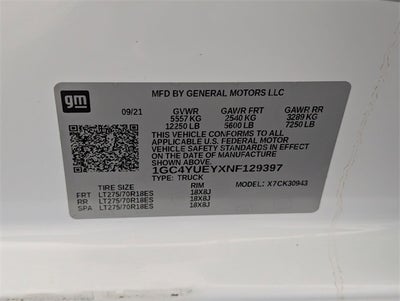 gm
MFD BY GENERAL MOTORS LLC
09/21 GVWR GAWR FRT GAWR RR
5557 KG 2540 KG 3289 KG
12250 LB 5600 LB 7250 LB
THIS VEHICLE CONFORMS TO ALL
APPLICABLE U.S. FEDERAL MOTOR
VEHICLE SAFETY STANDARDS IN
EFFECT ON THE DATE OF MANUFACTURE
SHOWN ABOVE.
1GC4YUEYXNF129397
TYPE: TRUCK
TIRE SIZE RIM MODEL: X7CK30943
FRT LT275/70R18ES 18X8J
RR LT275/70R18ES 18X8J
SPA LT275/70R18ES 18X8J